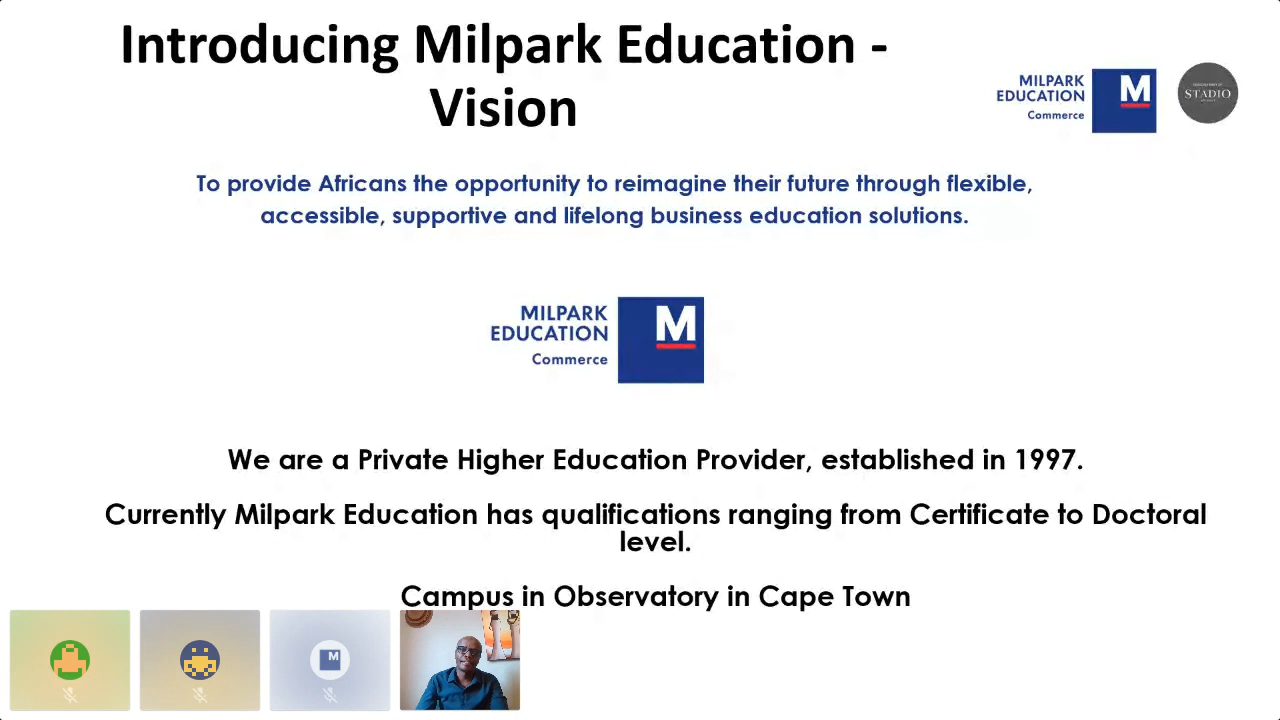 Introducing Milpark Education -
Vision
MILPARK
EDUCATION
Commerce
M
STADIO
To provide Africans the opportunity to reimagine their future through flexible,
accessible, supportive and lifelong business education solutions.
MILPARK
EDUCATION
Commerce
M
We are a Private Higher Education Provider, established in 1997.
Currently Milpark Education has qualifications ranging from Certificate to Doctoral
level.
Campus in Observatory in Cape Town
M